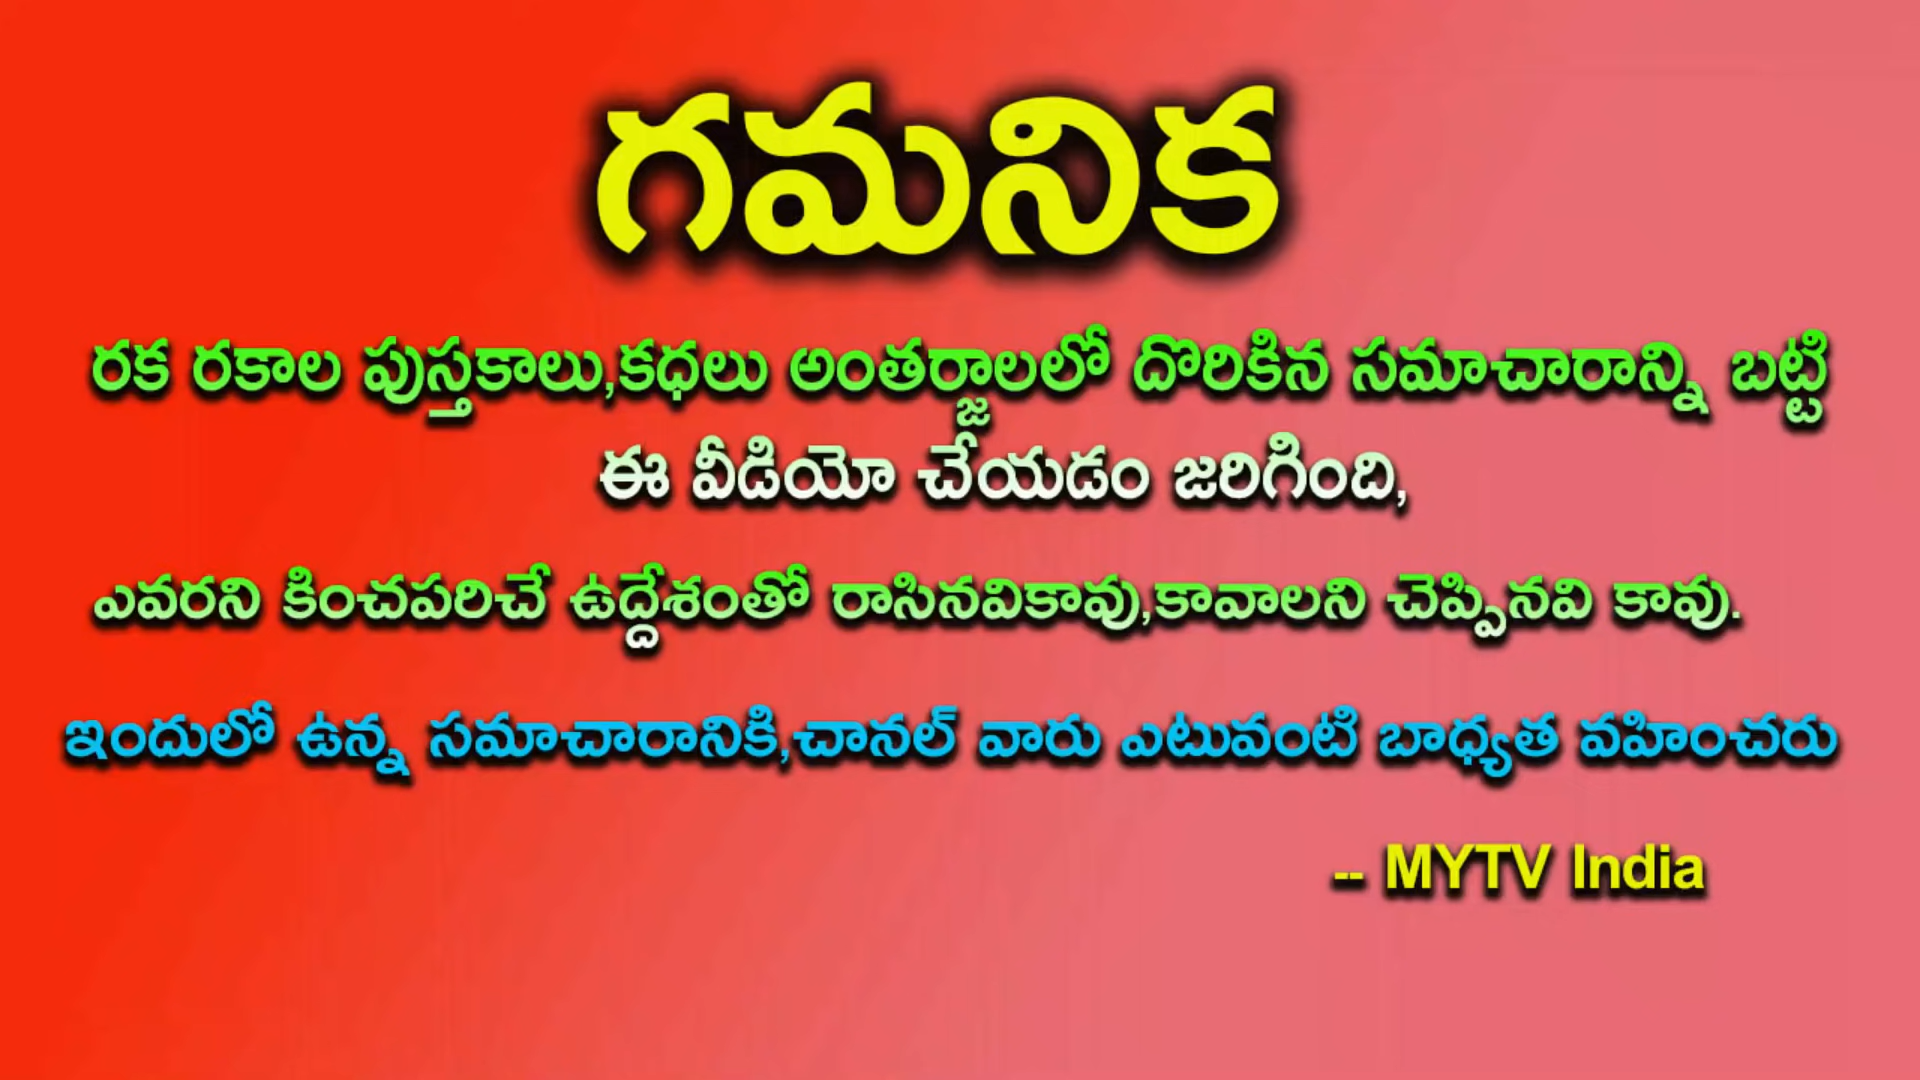 గమనిక
రక రకాల పుస్తకాలు,కధలు అంతర్జాలలో దొరికిన సమాచారాన్ని బట్టి
ఈ వీడియో చేయడం జరిగింది,
ఎవరని కించపరిచే ఉద్దేశంతో రాసినవికావు,కావాలని చెప్పినవి కావు.
ఇందులో ఉన్న సమాచారానికి,చానల్ వారు ఎటువంటి బాధ్యత వహించరు
-- MYTV India